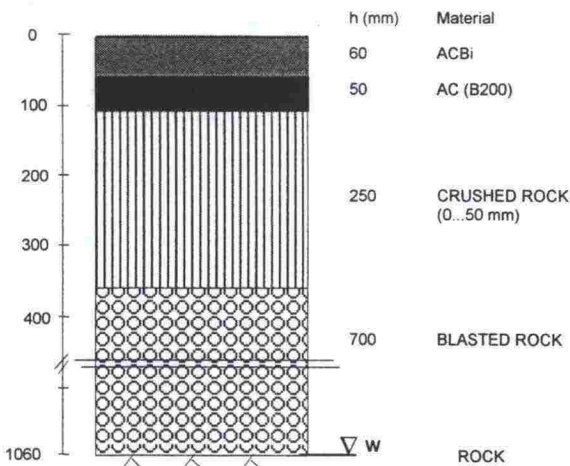 h (mm) Material
0
60 ACBi
50 AC (B200)
100
200
250 CRUSHED ROCK
(0...50 mm)
300
400
700 BLASTED ROCK
1060
W
ROCK